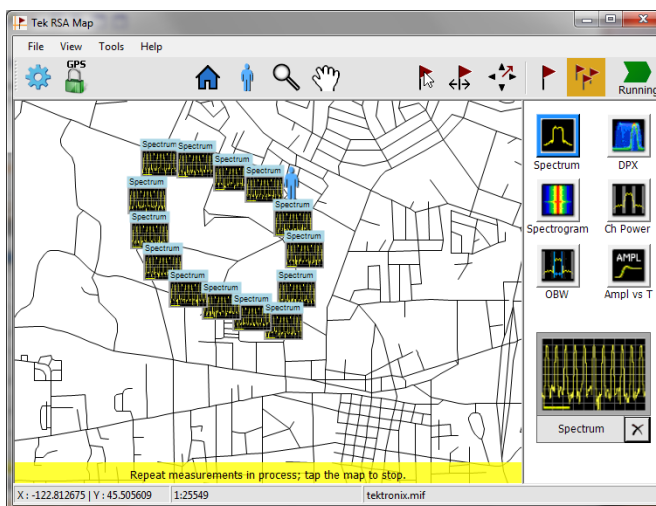 Tek RSA Map
File View Tools Help
GPS
Running
Spectrum
Spectrum
Spectrum
Spectrum
Spectrum
Spectrum
Spectrum
Spectrum
Spectrum
Spectrum
Spectrum
Spectrum
Spectrum
Spectrum
Spectrum DPX
Spectrogram Ch Power
AMPL
OBW Ampl vs T
Spectrum
Repeat measurements in process; tap the map to stop.
X : -122.812675 | Y : 45.505609 1:25549 tektronix.mif